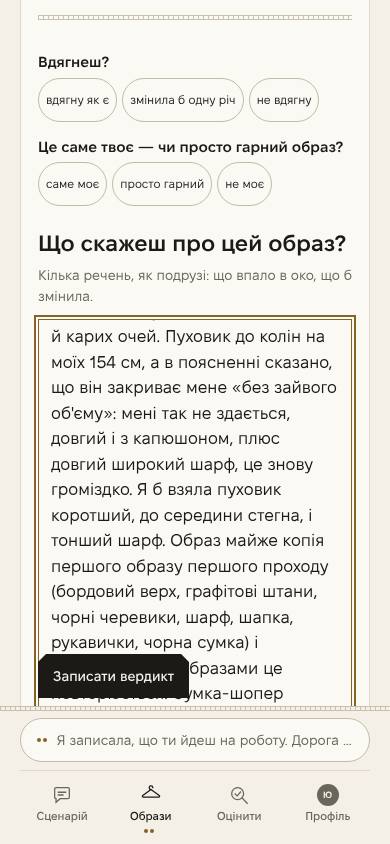 Вдягнеш?
вдягну як є
змінила б одну річ
не вдягну
Це саме твоє — чи просто гарний образ?
саме моє
просто гарний
не моє
Що скажеш про цей образ?
Кілька речень, як подрузі: що впало в око, що б
змінила.
й карих очей. Пуховик до колін на
моїх 154 см, а в поясненні сказано,
що він закриває мене «без зайвого
об'єму»: мені так не здається,
довгий і з капюшоном, плюс
довгий широкий шарф, це знову
громіздко. Я б взяла пуховик
коротший, до середини стегна, і
тонший шарф. Образ майже копія
першого образу першого проходу
(бордовий верх, графітові штани,
чорні черевики, шарф, шапка,
рукавички, чорна сумка) і
бразами це
умка-шопер
Записати вердикт
Я записала, що ти йдеш на роботу. Дорога ...
Сценарій
Образи
Оцінити
Ю
Профіль